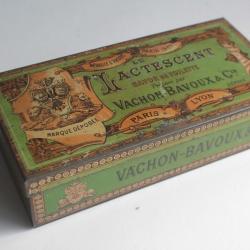 LE
LACTESCENT
SAVON DE TOILETTE
VACHON-BAVOUX & Cie
PARIS LYON
MARQUE DÉPOSÉE
VACHON-BAVOUX